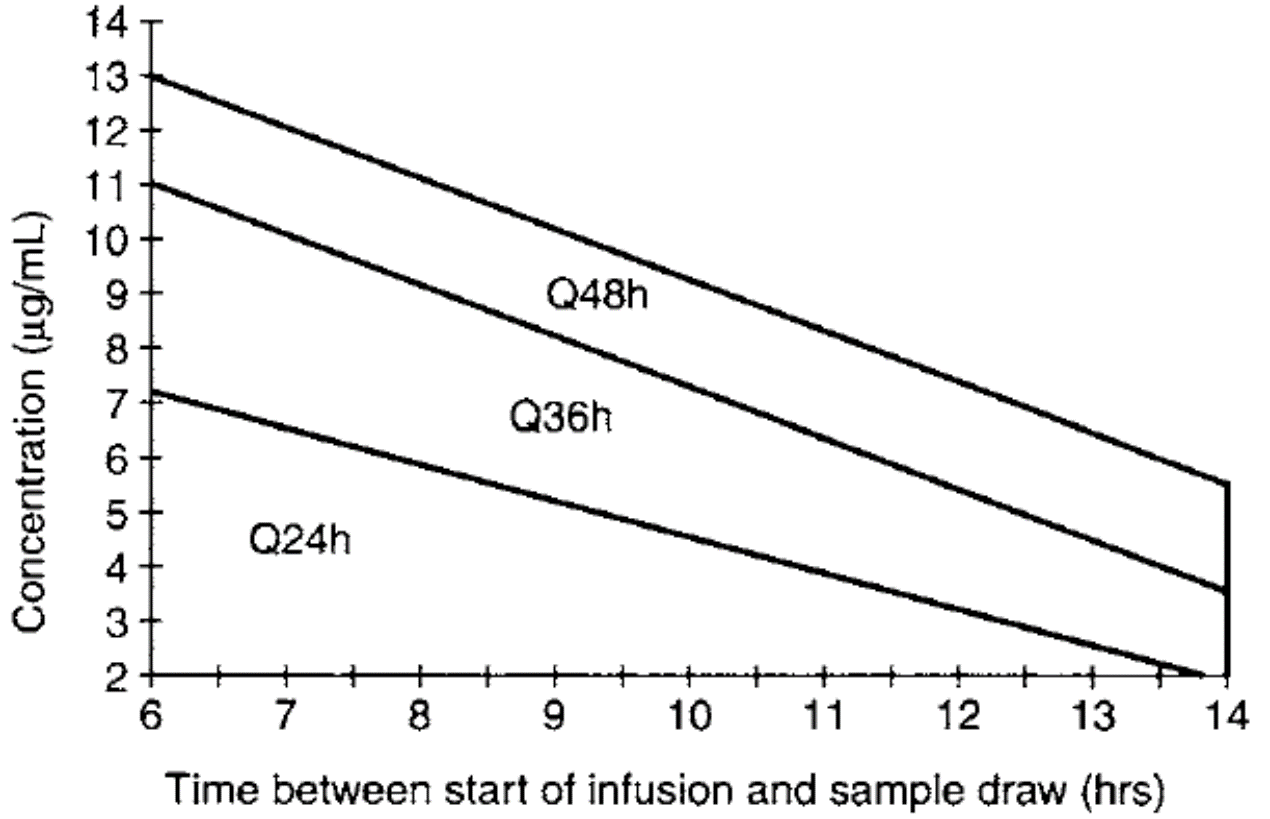 14
13
12
11
10
9
8
7
6
5
4
3
2
Concentration (µg/mL)
Q48h
Q36h
Q24h
6 7 8 9 10 11 12 13 14
Time between start of infusion and sample draw (hrs)